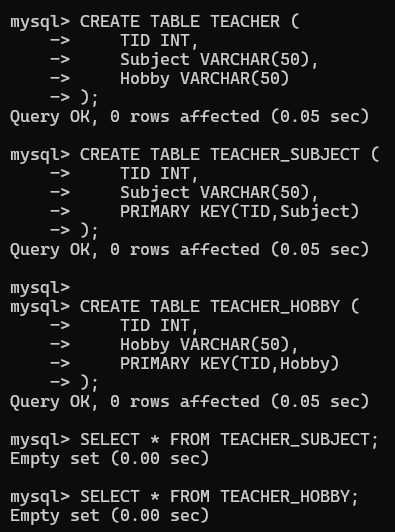 mysql> CREATE TABLE TEACHER (
    ->     TID INT,
    ->     Subject VARCHAR(50),
    ->     Hobby VARCHAR(50)
    -> );
Query OK, 0 rows affected (0.05 sec)

mysql> CREATE TABLE TEACHER_SUBJECT (
    ->     TID INT,
    ->     Subject VARCHAR(50),
    ->     PRIMARY KEY(TID,Subject)
    -> );
Query OK, 0 rows affected (0.05 sec)

mysql>
mysql> CREATE TABLE TEACHER_HOBBY (
    ->     TID INT,
    ->     Hobby VARCHAR(50),
    ->     PRIMARY KEY(TID,Hobby)
    -> );
Query OK, 0 rows affected (0.05 sec)

mysql> SELECT * FROM TEACHER_SUBJECT;
Empty set (0.00 sec)

mysql> SELECT * FROM TEACHER_HOBBY;
Empty set (0.00 sec)